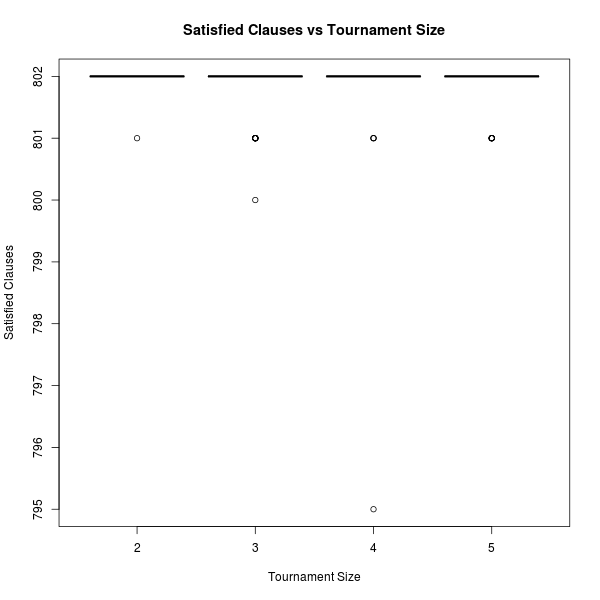 Satisfied Clauses vs Tournament Size
802
801
800
799
798
797
796
795
Satisfied Clauses
2 3 4 5
Tournament Size